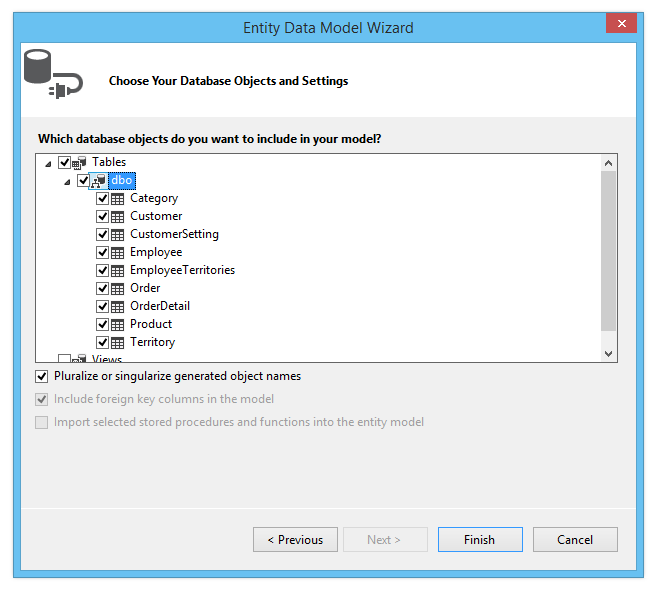 Entity Data Model Wizard
Choose Your Database Objects and Settings
Which database objects do you want to include in your model?
Tables
dbo
Category
Customer
CustomerSetting
Employee
EmployeeTerritories
Order
OrderDetail
Product
Territory
Views
Pluralize or singularize generated object names
Include foreign key columns in the model
Import selected stored procedures and functions into the entity model
< Previous
Next >
Finish
Cancel